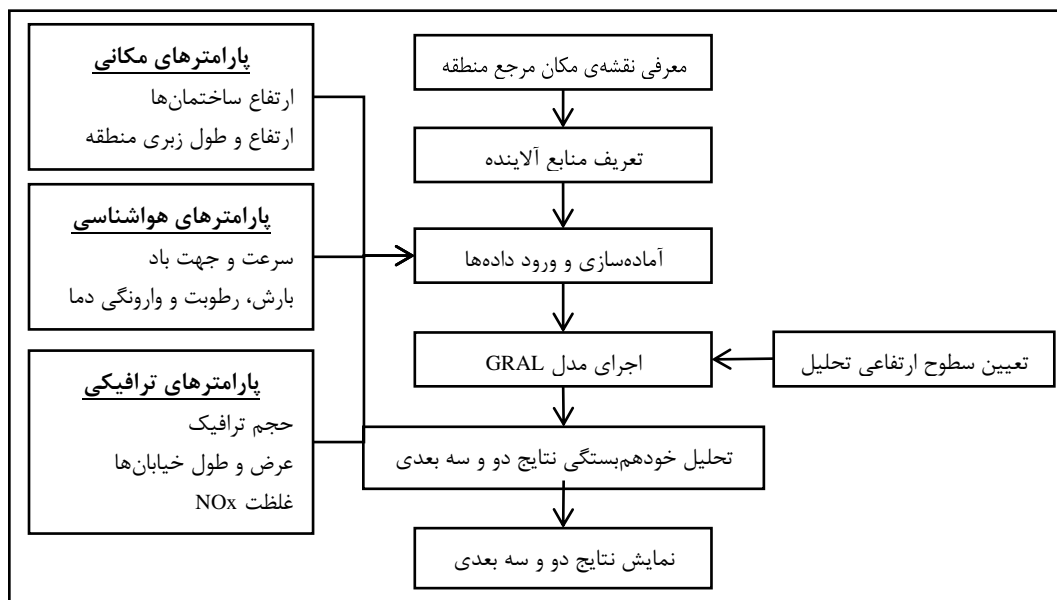 پارامترهای مکانی
ارتفاع ساختمان‌ها
ارتفاع و طول زبری منطقه
پارامترهای هواشناسی
سرعت و جهت باد
بارش، رطوبت و وارونگی دما
پارامترهای ترافیکی
حجم ترافیک
عرض و طول خیابان‌ها
غلظت NOx
معرفی نقشه‌ی مکان مرجع منطقه
تعریف منابع آلاینده
آماده‌سازی و ورود داده‌ها
اجرای مدل GRAL
تعیین سطوح ارتفاعی تحلیل
تحلیل خودهم‌بستگی نتایج دو و سه بعدی
نمایش نتایج دو و سه بعدی